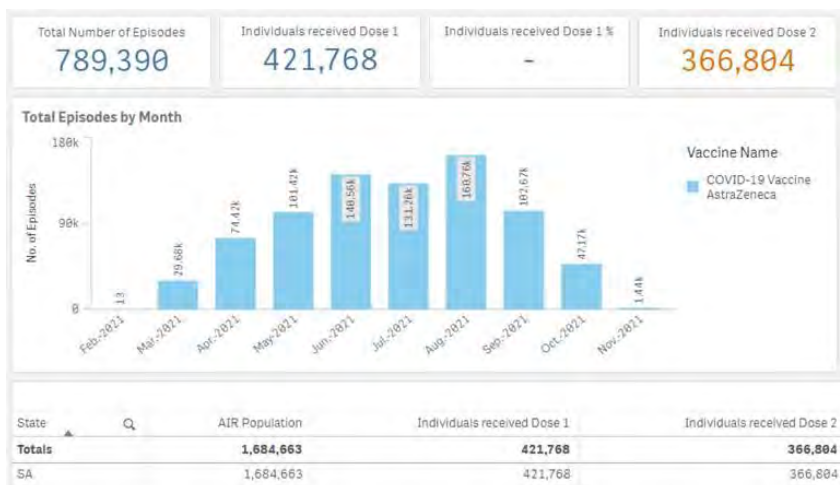 Total Number of Episodes
789,390
Individuals received Dose 1
421,768
Individuals received Dose 1 %
-
Individuals received Dose 2
366,804
Total Episodes by Month
No. of Episodes
180k
90k
0
13
29.68k
74.42k
101.42k
140.56k
131.26k
160.76k
102.67k
47.17k
1.44k
Feb.-2021
Mar.-2021
Apr.-2021
May-2021
Jun.-2021
Jul.-2021
Aug.-2021
Sep.-2021
Oct.-2021
Nov.-2021
Vaccine Name
COVID-19 Vaccine
AstraZeneca
State AIR Population Individuals received Dose 1 Individuals received Dose 2
Totals 1,684,663 421,768 366,804
SA 1,684,663 421,768 366,804